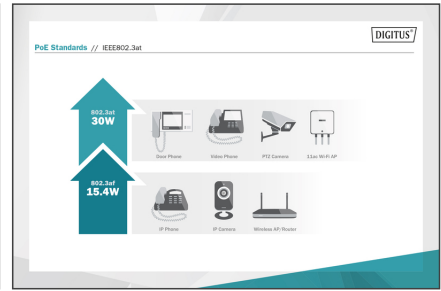 DIGITUS®
PoE Standards // IEEE802.3at
802.3at
30W
Door Phone
Video Phone
PTZ Camera
11ac Wi-Fi AP
802.3af
15.4W
IP Phone
IP Camera
Wireless AP/Router